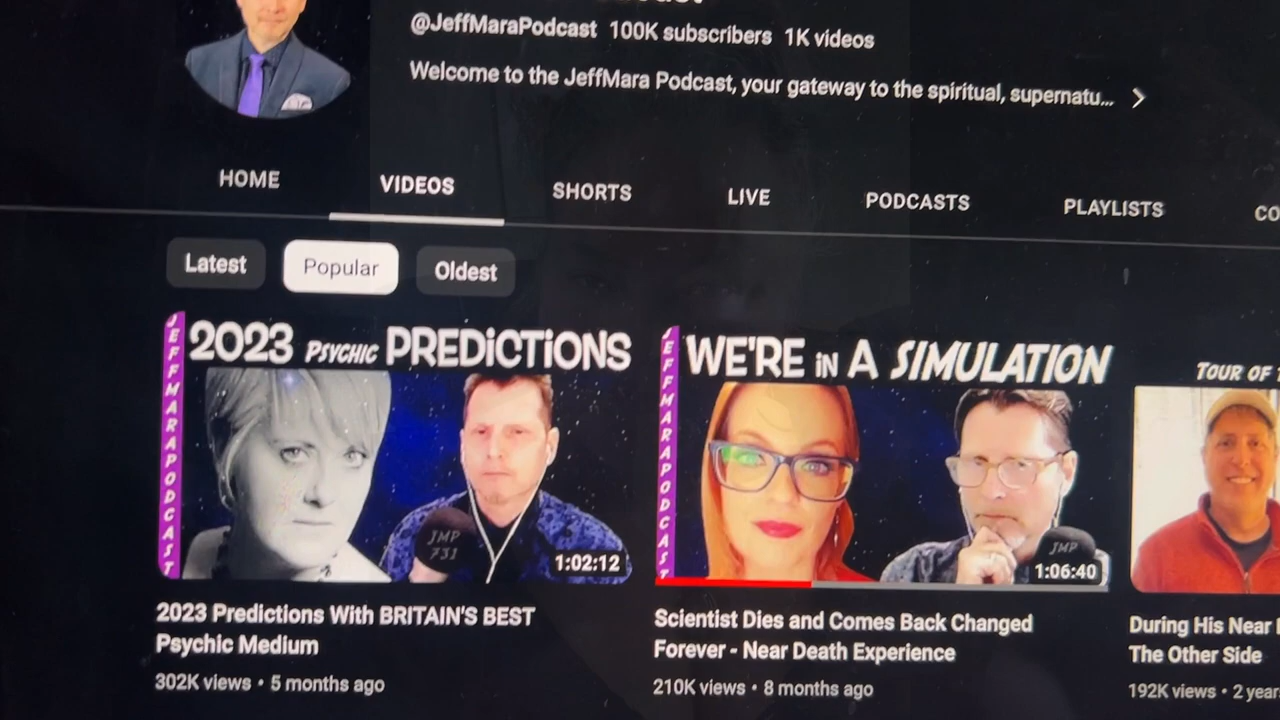 @JeffMaraPodcast 100K subscribers 1K videos
Welcome to the JeffMara Podcast, your gateway to the spiritual, supernatu...
HOME VIDEOS SHORTS LIVE PODCASTS PLAYLISTS CO
Latest Popular Oldest
JEFFMARAPODCAST
2023 PSYCHIC PREDiCTiONS
JMP
731
1:02:12
2023 Predictions With BRITAIN'S BEST
Psychic Medium
302K views • 5 months ago
JEFFMARAPODCAST
WE'RE iN A SIMULATION
JMP
1:06:40
Scientist Dies and Comes Back Changed
Forever - Near Death Experience
210K views • 8 months ago
TOUR OF
During His Near
The Other Side
192K views • 2 year